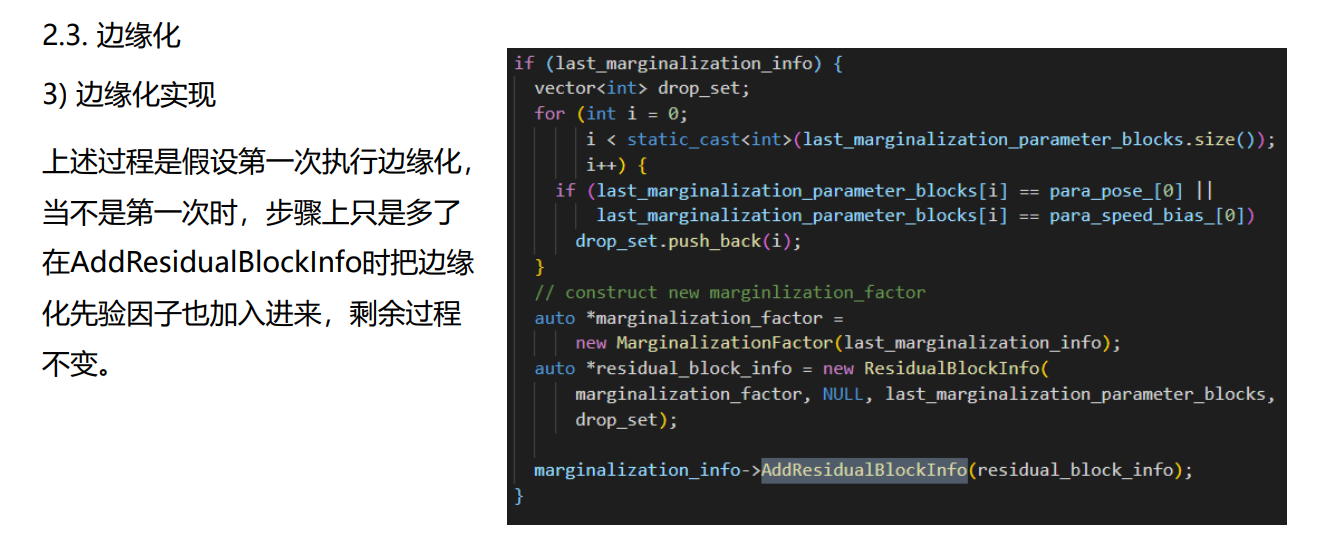 2.3. 边缘化
3) 边缘化实现
上述过程是假设第一次执行边缘化，
当不是第一次时，步骤上只是多了
在AddResidualBlockInfo时把边缘
化先验因子也加入进来，剩余过程
不变。
if (last_marginalization_info) {
vector<int> drop_set;
for (int i = 0;
i < static_cast<int>(last_marginalization_parameter_blocks.size());
i++) {
if (last_marginalization_parameter_blocks[i] == para_pose_[0] ||
last_marginalization_parameter_blocks[i] == para_speed_bias_[0])
drop_set.push_back(i);
}
// construct new marginlization_factor
auto *marginalization_factor =
new MarginalizationFactor(last_marginalization_info);
auto *residual_block_info = new ResidualBlockInfo(
marginalization_factor, NULL, last_marginalization_parameter_blocks,
drop_set);
marginalization_info->AddResidualBlockInfo(residual_block_info);
}